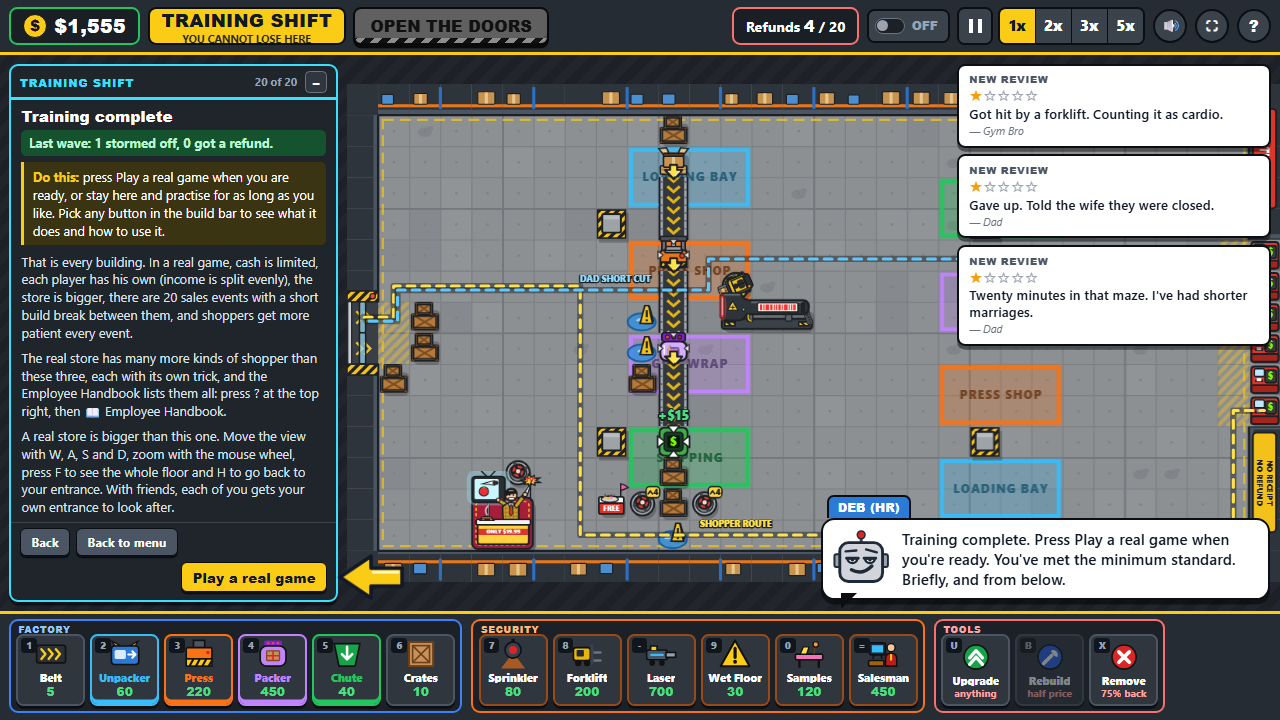 $1,555
TRAINING SHIFT
YOU CANNOT LOSE HERE
OPEN THE DOORS
Refunds 4 / 20
OFF
1x
2x
3x
5x
?
TRAINING SHIFT
20 of 20
Training complete
Last wave: 1 stormed off, 0 got a refund.
Do this: press Play a real game when you are
ready, or stay here and practise for as long as you
like. Pick any button in the build bar to see what it
does and how to use it.
That is every building. In a real game, cash is limited,
each player has his own (income is split evenly), the
store is bigger, there are 20 sales events with a short
build break between them, and shoppers get more
patient every event.
The real store has many more kinds of shopper than
these three, each with its own trick, and the
Employee Handbook lists them all: press ? at the top
right, then 📖 Employee Handbook.
A real store is bigger than this one. Move the view
with W, A, S and D, zoom with the mouse wheel,
press F to see the whole floor and H to go back to
your entrance. With friends, each of you gets your
own entrance to look after.
Back
Back to menu
Play a real game
DAD SHORT CUT
+$15
FREE
x4
x4
ONLY $19.99
SHOPPER ROUTE
PRESS SHOP
LOADING BAY
NO RECEIPT
NO REFUND
NEW REVIEW
★☆☆☆☆
Got hit by a forklift. Counting it as cardio.
— Gym Bro
NEW REVIEW
★☆☆☆☆
Gave up. Told the wife they were closed.
— Dad
NEW REVIEW
★☆☆☆☆
Twenty minutes in that maze. I've had shorter
marriages.
— Dad
DEB (HR)
Training complete. Press Play a real game when
you're ready. You've met the minimum standard.
Briefly, and from below.
FACTORY
1
Belt
5
2
Unpacker
60
3
Press
220
4
Packer
450
5
Chute
40
6
Crates
10
SECURITY
7
Sprinkler
80
8
Forklift
200
-
Laser
700
9
Wet Floor
30
0
Samples
120
=
Salesman
450
TOOLS
U
Upgrade
anything
B
Rebuild
half price
X
Remove
75% back